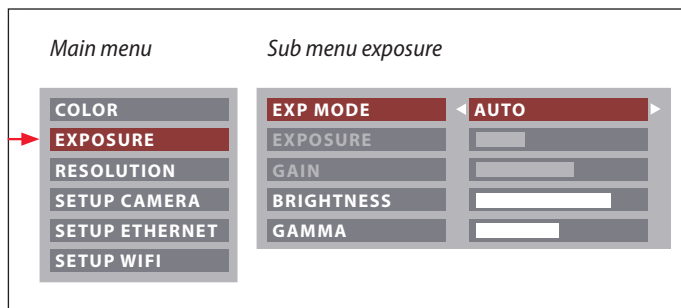 Main menu
COLOR
EXPOSURE
RESOLUTION
SETUP CAMERA
SETUP ETHERNET
SETUP WIFI
Sub menu exposure
EXP MODE AUTO
EXPOSURE
GAIN
BRIGHTNESS
GAMMA